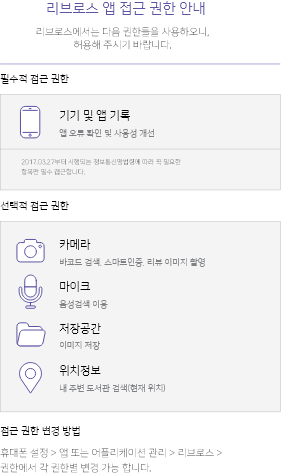 리브로스 앱 접근 권한 안내
리브로스에서는 다음 권한들을 사용하오니,
허용해 주시기 바랍니다.
필수적 접근 권한
기기 및 앱 기록
앱 오류 확인 및 사용성 개선
2017.03.27부터 시행되는 정보통신망법령에 따라 꼭 필요한
항목만 필수 접근합니다.
선택적 접근 권한
카메라
바코드 검색, 스마트인증, 리뷰 이미지 촬영
마이크
음성검색 이용
저장공간
이미지 저장
위치정보
내 주변 도서관 검색(현재 위치)
접근 권한 변경 방법
휴대폰 설정 > 앱 또는 어플리케이션 관리 > 리브로스 >
권한에서 각 권한별 변경 가능 합니다.